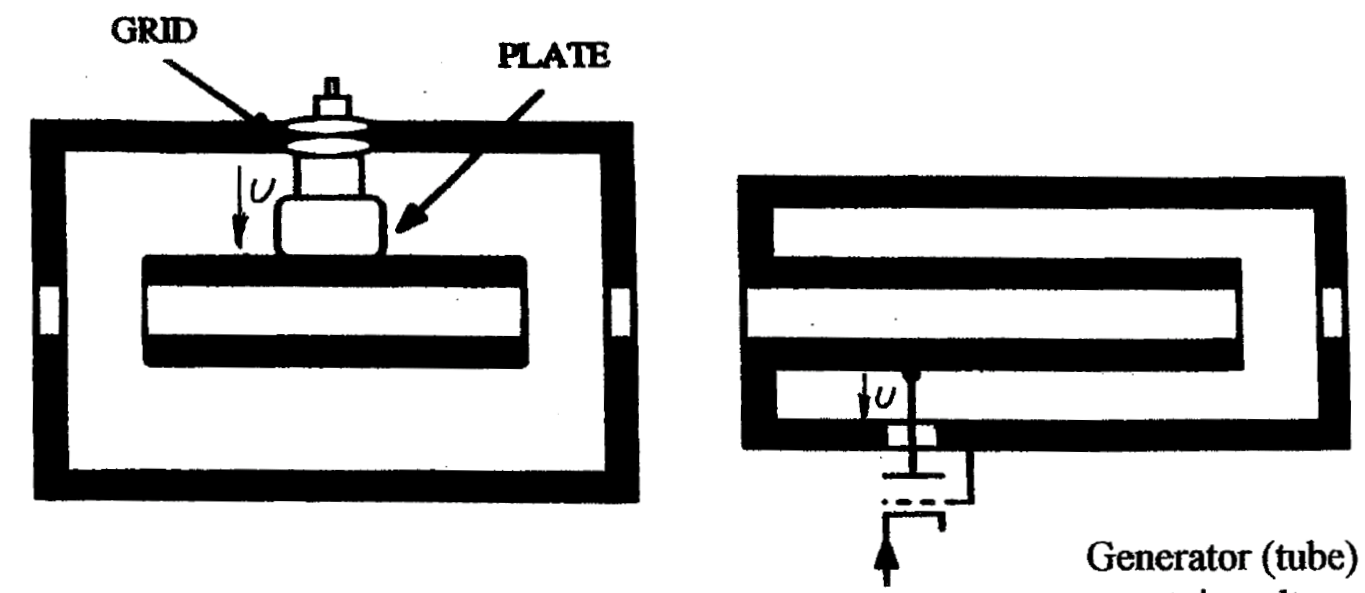 GRID
PLATE
U
U
Generator (tube)